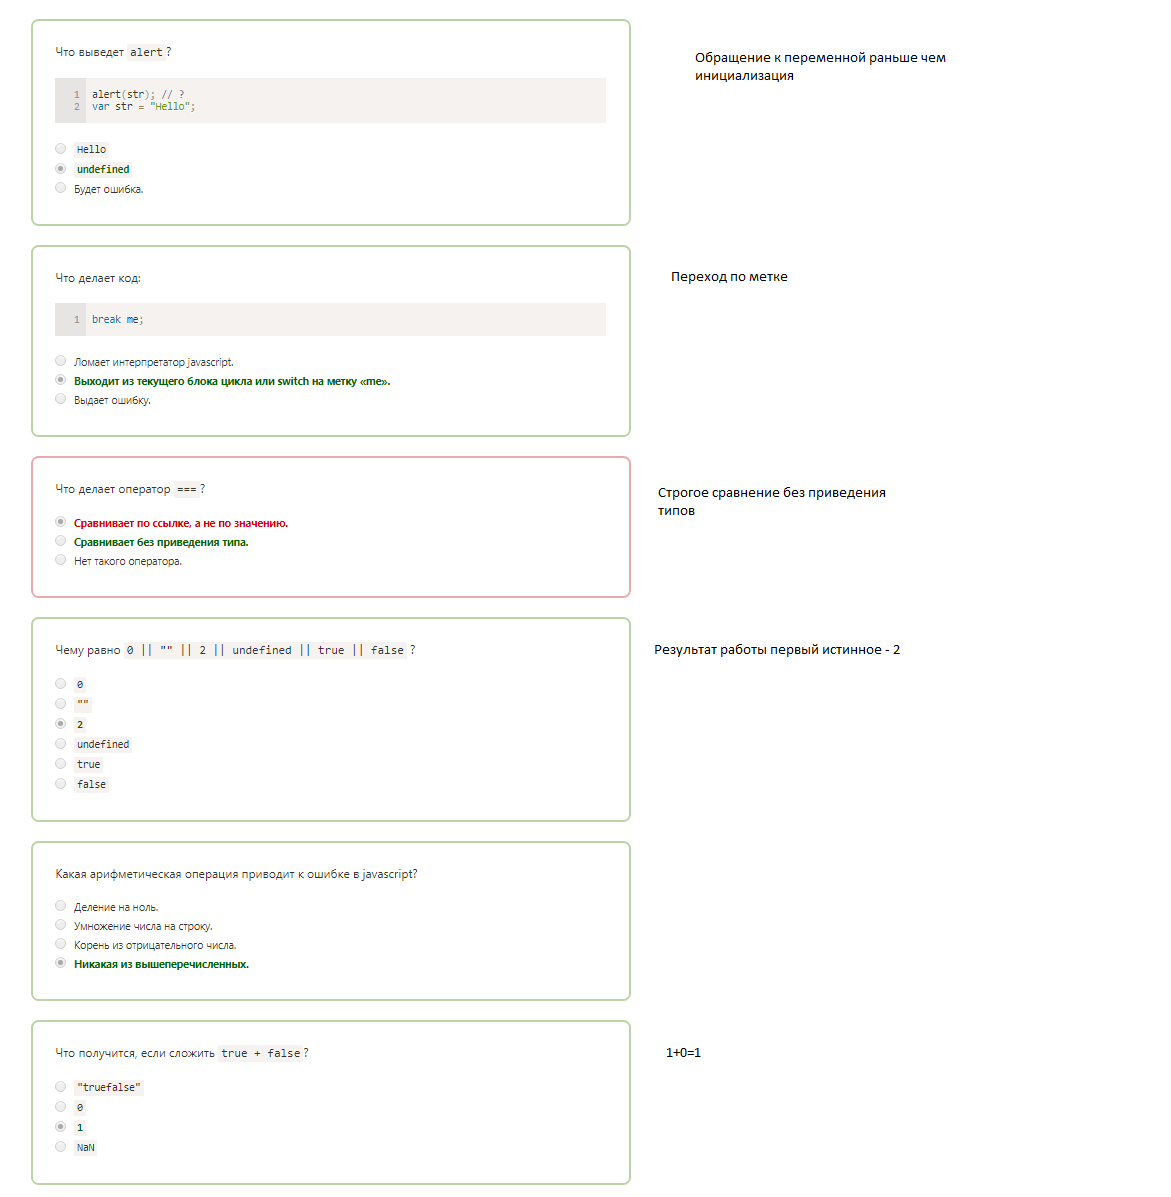 Что выведет alert ?
Обращение к переменной раньше чем
инициализация
1 alert(str); // ?
2 var str = "Hello";
Hello
undefined
Будет ошибка.
Что делает код:
Переход по метке
1 break me;
Ломает интерпретатор javascript.
Выходит из текущего блока цикла или switch на метку «me».
Выдает ошибку.
Что делает оператор === ?
Строгое сравнение без приведения
типов
Сравнивает по ссылке, а не по значению.
Сравнивает без приведения типа.
Нет такого оператора.
Чему равно 0 || "" || 2 || undefined || true || false ?
Результат работы первый истинное - 2
0
""
2
undefined
true
false
Какая арифметическая операция приводит к ошибке в javascript?
Деление на ноль.
Умножение числа на строку.
Корень из отрицательного числа.
Никакая из вышеперечисленных.
Что получится, если сложить true + false ?
1+0=1
"truefalse"
0
1
NaN